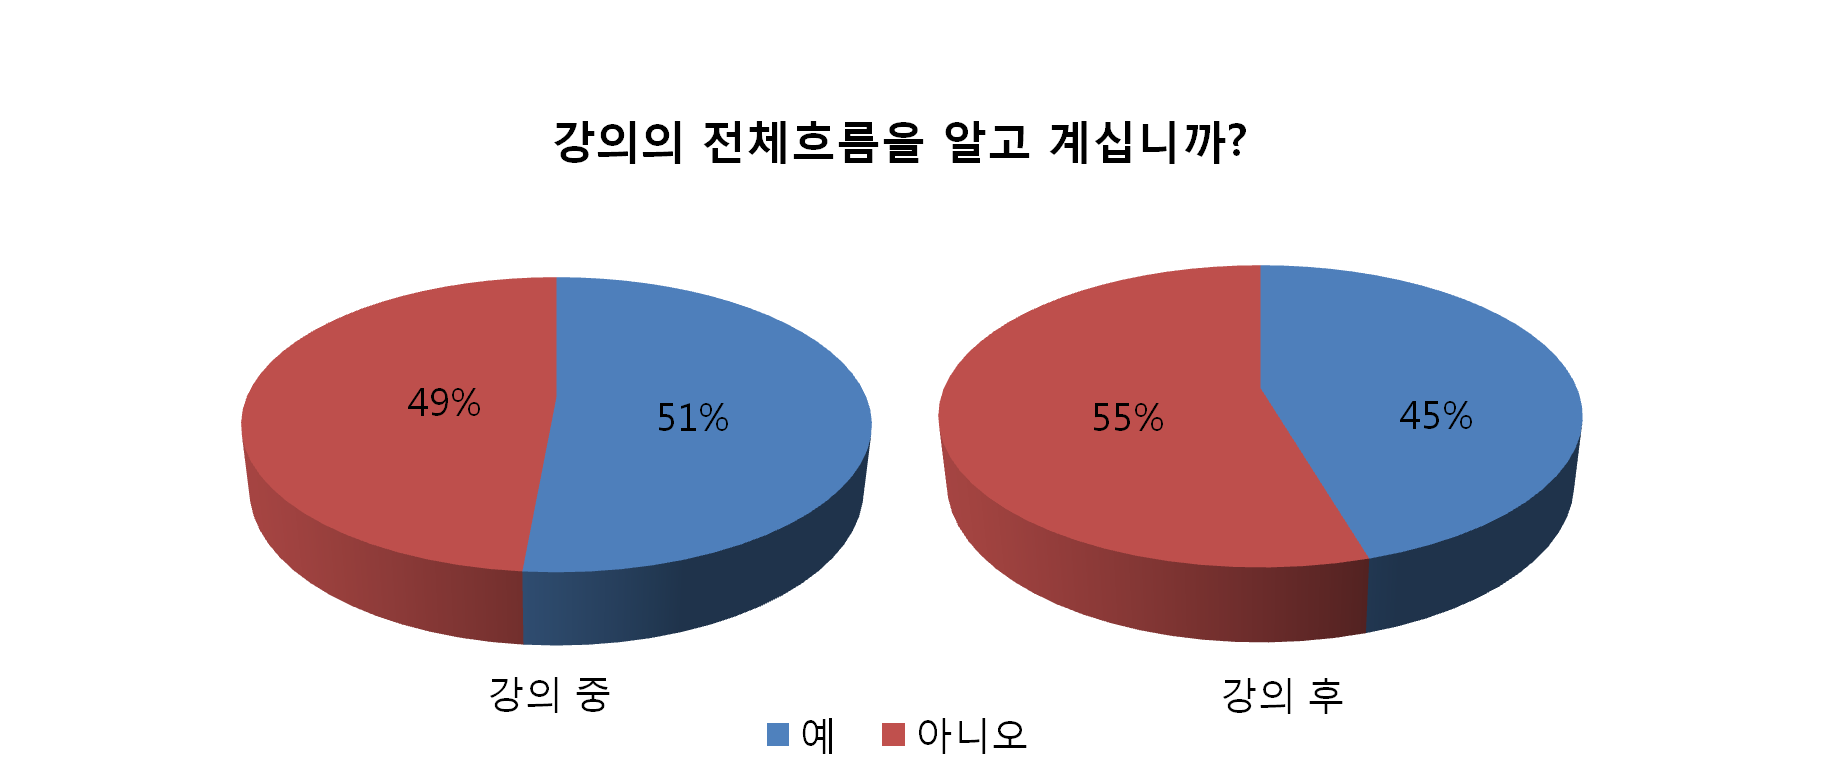 강의의 전체흐름을 알고 계십니까?
49%
51%
55%
45%
강의 중
강의 후
예
아니오